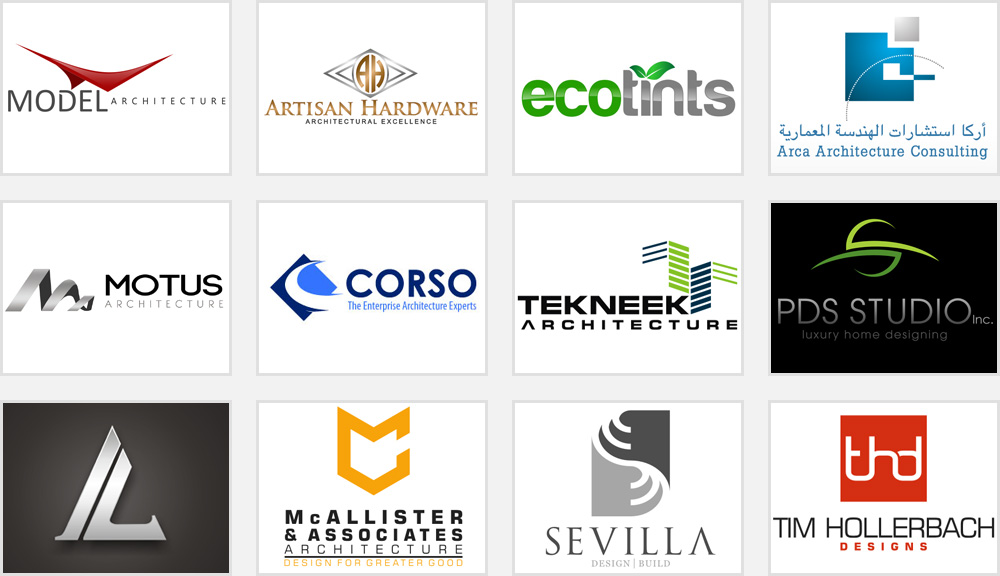 MODEL ARCHITECTURE
AH
ARTISAN HARDWARE
ARCHITECTURAL EXCELLENCE
ecotints
أركا استشارات الهندسة المعمارية
Arca Architecture Consulting
MOTUS
ARCHITECTURE
CORSO
The Enterprise Architecture Experts
TEKNEEK
ARCHITECTURE
PDS STUDIO Inc.
luxury home designing
McALLISTER
& ASSOCIATES
ARCHITECTURE
DESIGN FOR GREATER GOOD
SEVILLA
DESIGN | BUILD
thd
TIM HOLLERBACH
DESIGNS